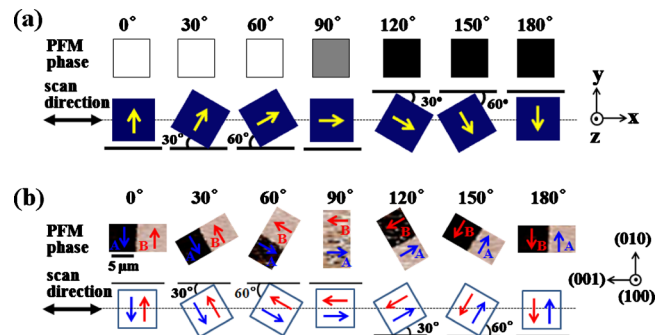 (a) 0° 30° 60° 90° 120° 150° 180°
PFM
phase
scan
direction
30° 60° 30° 60°
y
x
z
(b) 0° 30° 60° 90° 120° 150° 180°
PFM
phase
A B A B B A B A B A B A B A
5 μm
scan
direction
30° 60° 30° 60°
(010)
(001)
(100)